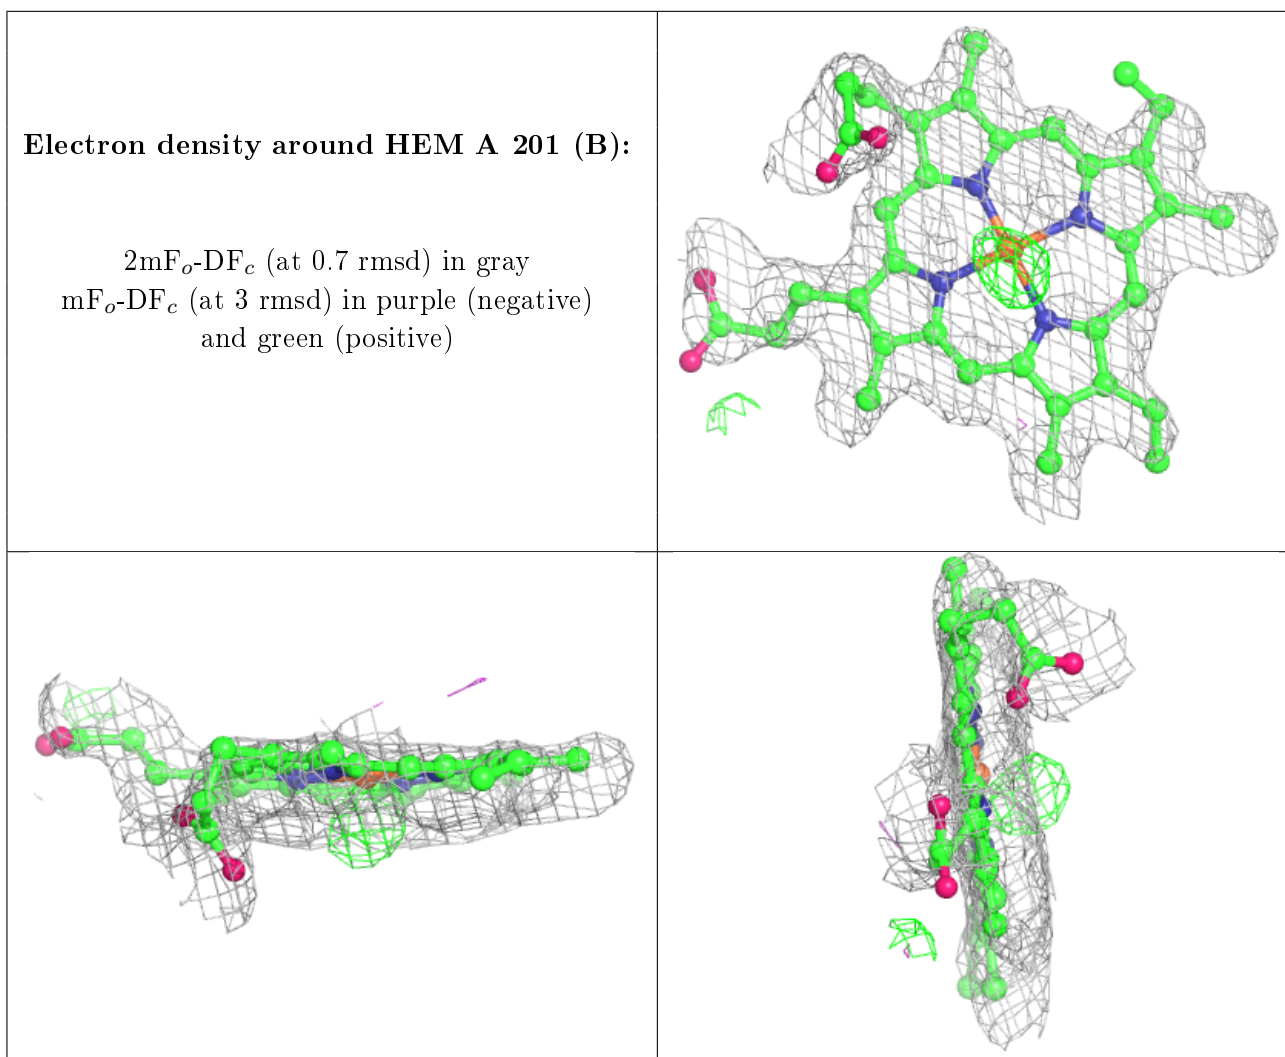 Electron density around HEM A 201 (B):
2mFo-DFc (at 0.7 rmsd) in gray
mFo-DFc (at 3 rmsd) in purple (negative)
and green (positive)